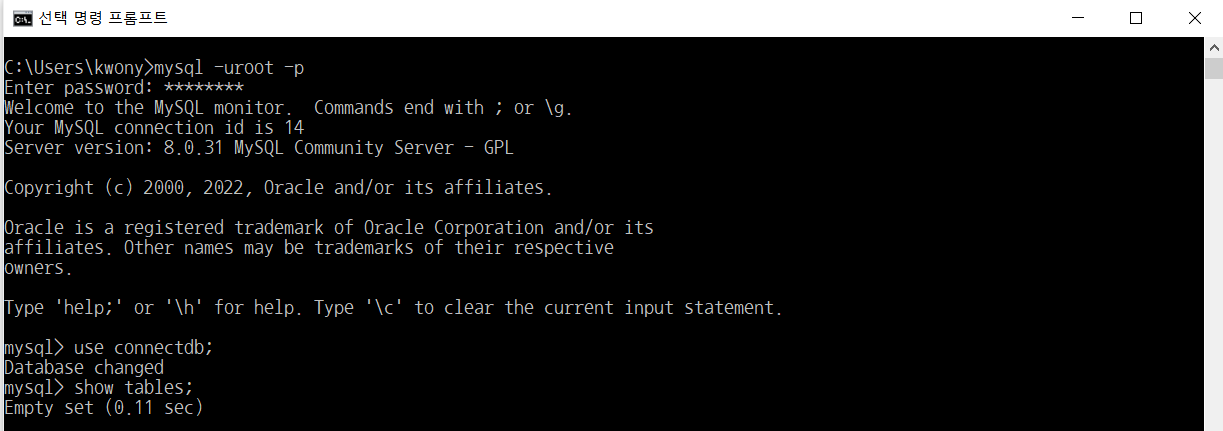 선택 명령 프롬프트
C:\Users\kwony>mysql -uroot -p
Enter password: ********
Welcome to the MySQL monitor.  Commands end with ; or \g.
Your MySQL connection id is 14
Server version: 8.0.31 MySQL Community Server - GPL
Copyright (c) 2000, 2022, Oracle and/or its affiliates.
Oracle is a registered trademark of Oracle Corporation and/or its
affiliates. Other names may be trademarks of their respective
owners.
Type 'help;' or '\h' for help. Type '\c' to clear the current input statement.
mysql> use connectdb;
Database changed
mysql> show tables;
Empty set (0.11 sec)